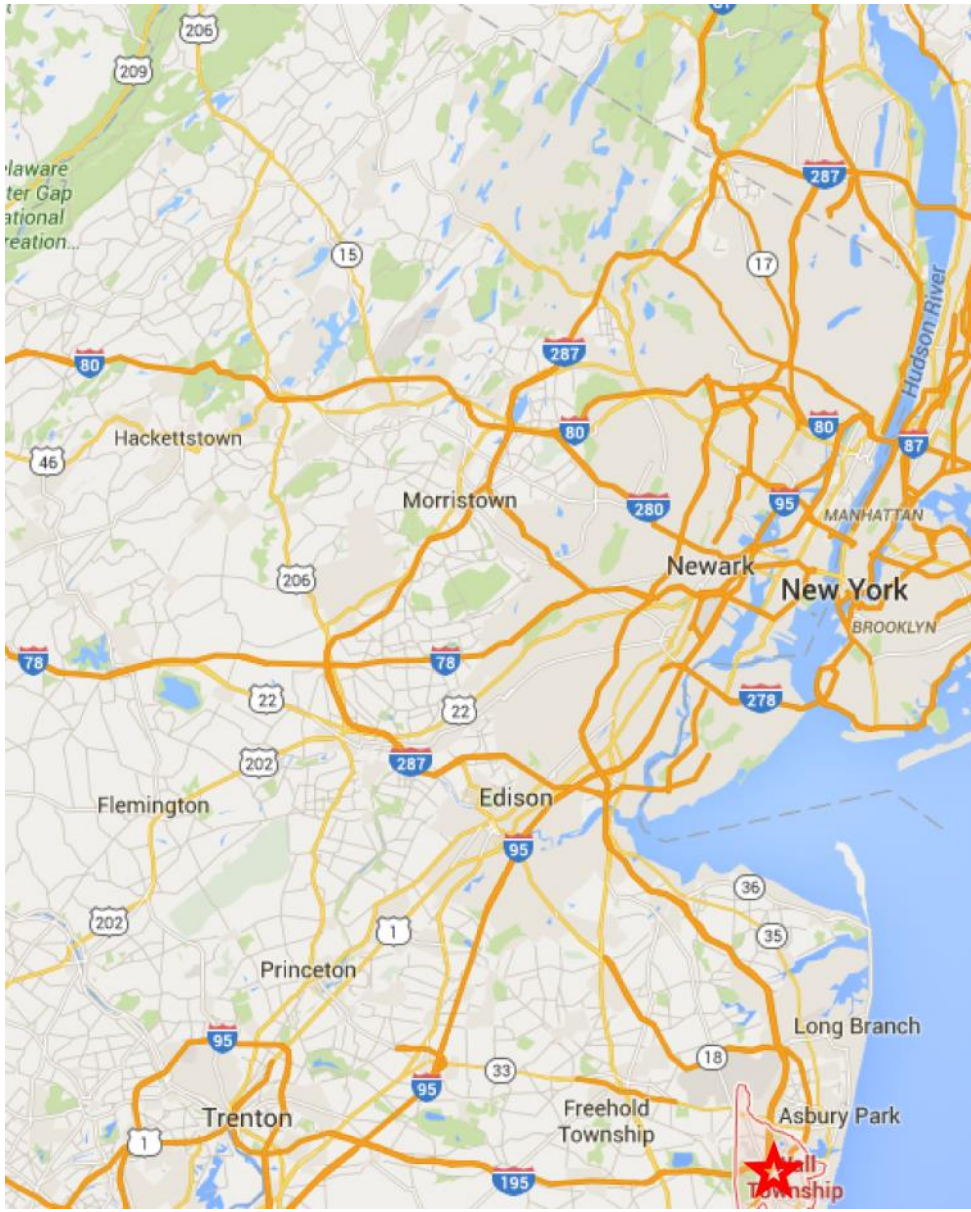 206
209
elaware
ter Gap
ational
reation...
287
15
17
Hudson River
80
287
Hackettstown
80
80
87
46
Morristown
280
95
MANHATTAN
Newark
New York
206
BROOKLYN
78
78
22
22
278
202
287
Flemington
Edison
95
36
202
1
35
Princeton
Long Branch
95
18
33
95
Trenton
Freehold
Township
Asbury Park
1
195
Township